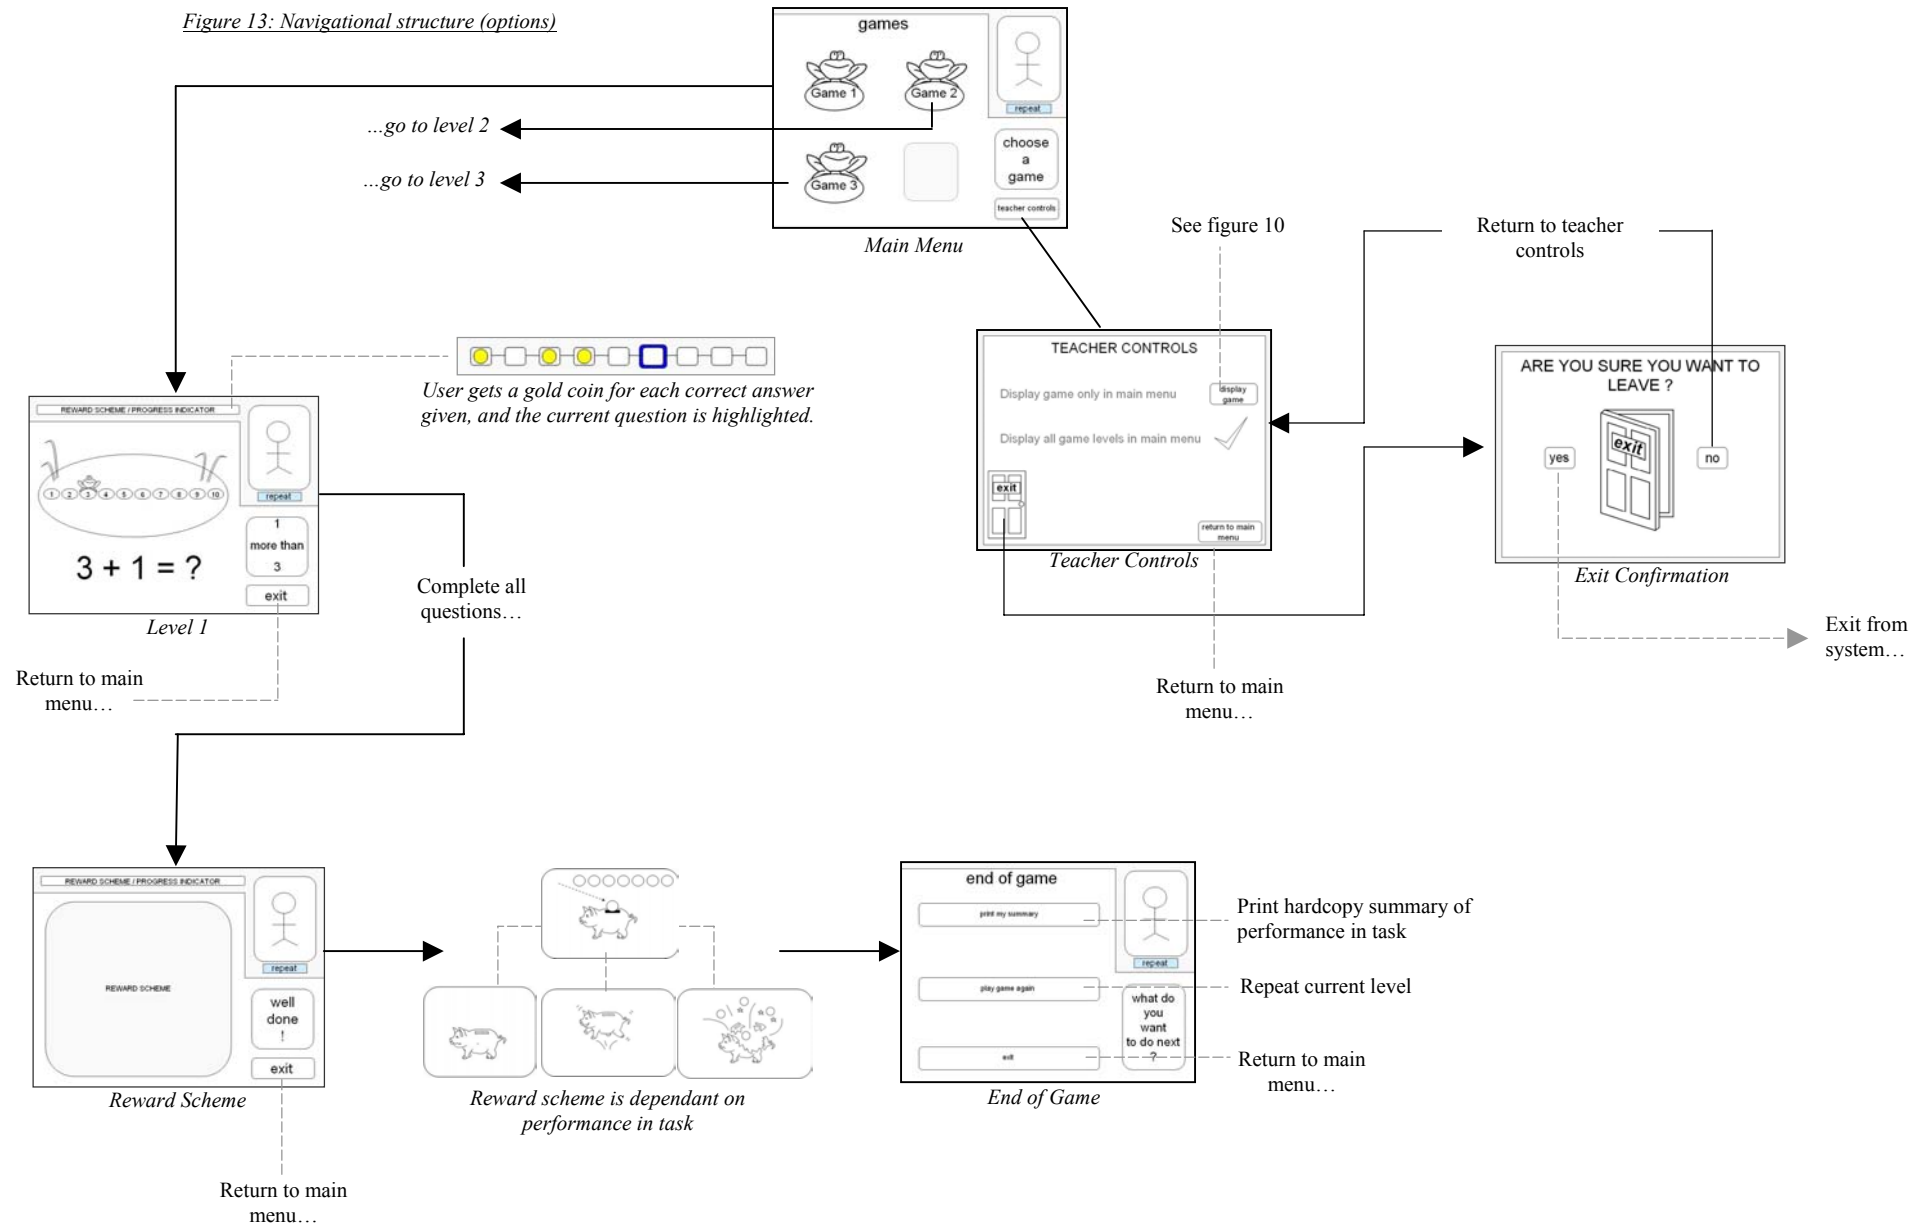 Figure 13: Navigational structure (options)
games
Game 1
Game 2
Game 3
repeat
choose
a
game
teacher controls
Main Menu
...go to level 2
...go to level 3
See figure 10
Return to teacher
controls
TEACHER CONTROLS
Display game only in main menu
display
game
Display all game levels in main menu
exit
return to main
menu
Teacher Controls
ARE YOU SURE YOU WANT TO
LEAVE ?
yes
exit
no
Exit Confirmation
Exit from
system…
Return to main
menu…
User gets a gold coin for each correct answer
given, and the current question is highlighted.
REWARD SCHEME / PROGRESS INDICATOR
1 2 3 4 5 6 7 8 9 10
repeat
3 + 1 = ?
1
more than
3
exit
Level 1
Complete all
questions…
Return to main
menu…
REWARD SCHEME / PROGRESS INDICATOR
REWARD SCHEME
repeat
well
done
!
exit
Reward Scheme
Return to main
menu…
Reward scheme is dependant on
performance in task
end of game
print my summary
play game again
exit
repeat
what do
you
want
to do next
?
End of Game
Print hardcopy summary of
performance in task
Repeat current level
Return to main
menu…